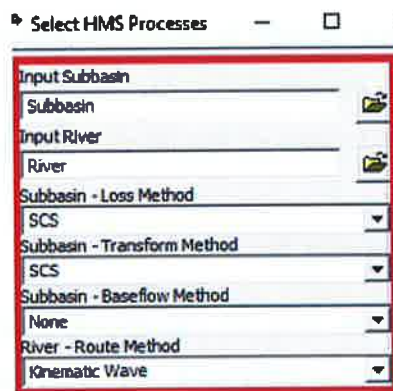 Select HMS Processes
Input Subbasin
Subbasin
Input River
River
Subbasin - Loss Method
SCS
Subbasin - Transform Method
SCS
Subbasin - Baseflow Method
None
River - Route Method
Kinematic Wave